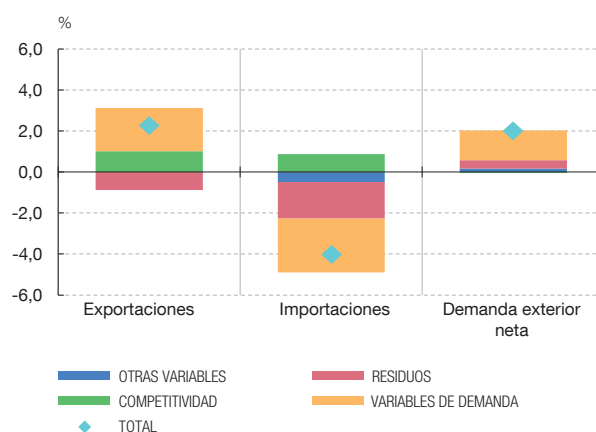 %
6,0
4,0
2,0
0,0
-2,0
-4,0
-6,0
Exportaciones Importaciones Demanda exterior
neta
OTRAS VARIABLES RESIDUOS
COMPETITIVIDAD VARIABLES DE DEMANDA
TOTAL